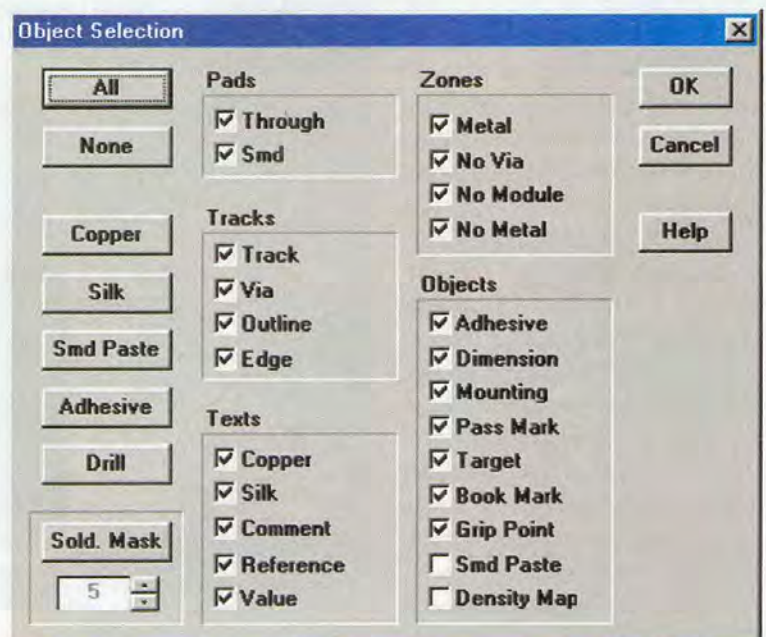 Object Selection
All
None
Copper
Silk
Smd Paste
Adhesive
Drill
Sold. Mask
5
Pads
Through
Smd
Tracks
Track
Via
Outline
Edge
Texts
Copper
Silk
Comment
Reference
Value
Zones
Metal
No Via
No Module
No Metal
Objects
Adhesive
Dimension
Mounting
Pass Mark
Target
Book Mark
Grip Point
Smd Paste
Density Map
OK
Cancel
Help